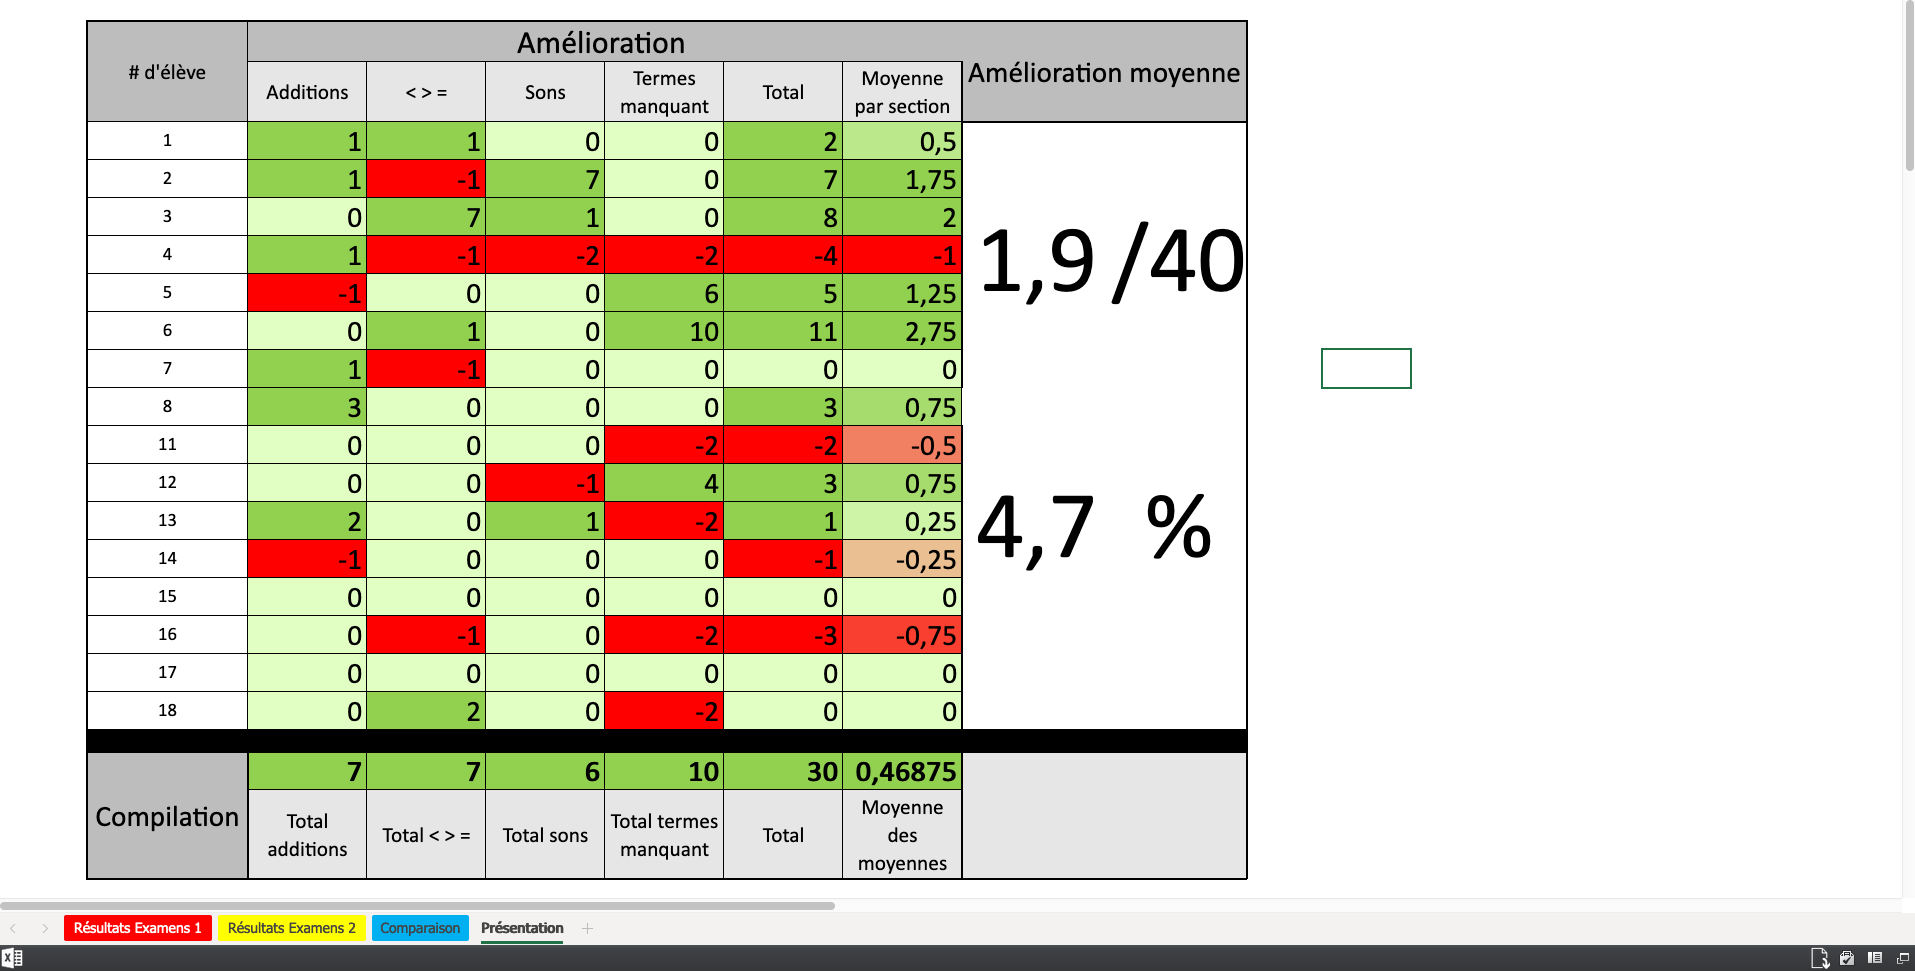 # d'élève Amélioration Amélioration moyenne
Additions < > = Sons Termes manquant Total Moyenne par section
1 1 1 0 0 2 0,5
2 1 -1 7 0 7 1,75
3 0 7 1 0 8 2
4 1 -1 -2 -2 -4 -1
5 -1 0 0 6 5 1,25
6 0 1 0 10 11 2,75
7 1 -1 0 0 0 0
8 3 0 0 0 3 0,75
11 0 0 0 -2 -2 -0,5
12 0 0 -1 4 3 0,75
13 2 0 1 -2 1 0,25
14 -1 0 0 0 -1 -0,25
15 0 0 0 0 0 0
16 0 -1 0 -2 -3 -0,75
17 0 0 0 0 0 0
18 0 2 0 -2 0 0
1,9 /40
4,7 %
Compilation 7 7 6 10 30 0,46875
Total additions Total < > = Total sons Total termes manquant Total Moyenne des moyennes
Résultats Examens 1 Résultats Examens 2 Comparaison Présentation